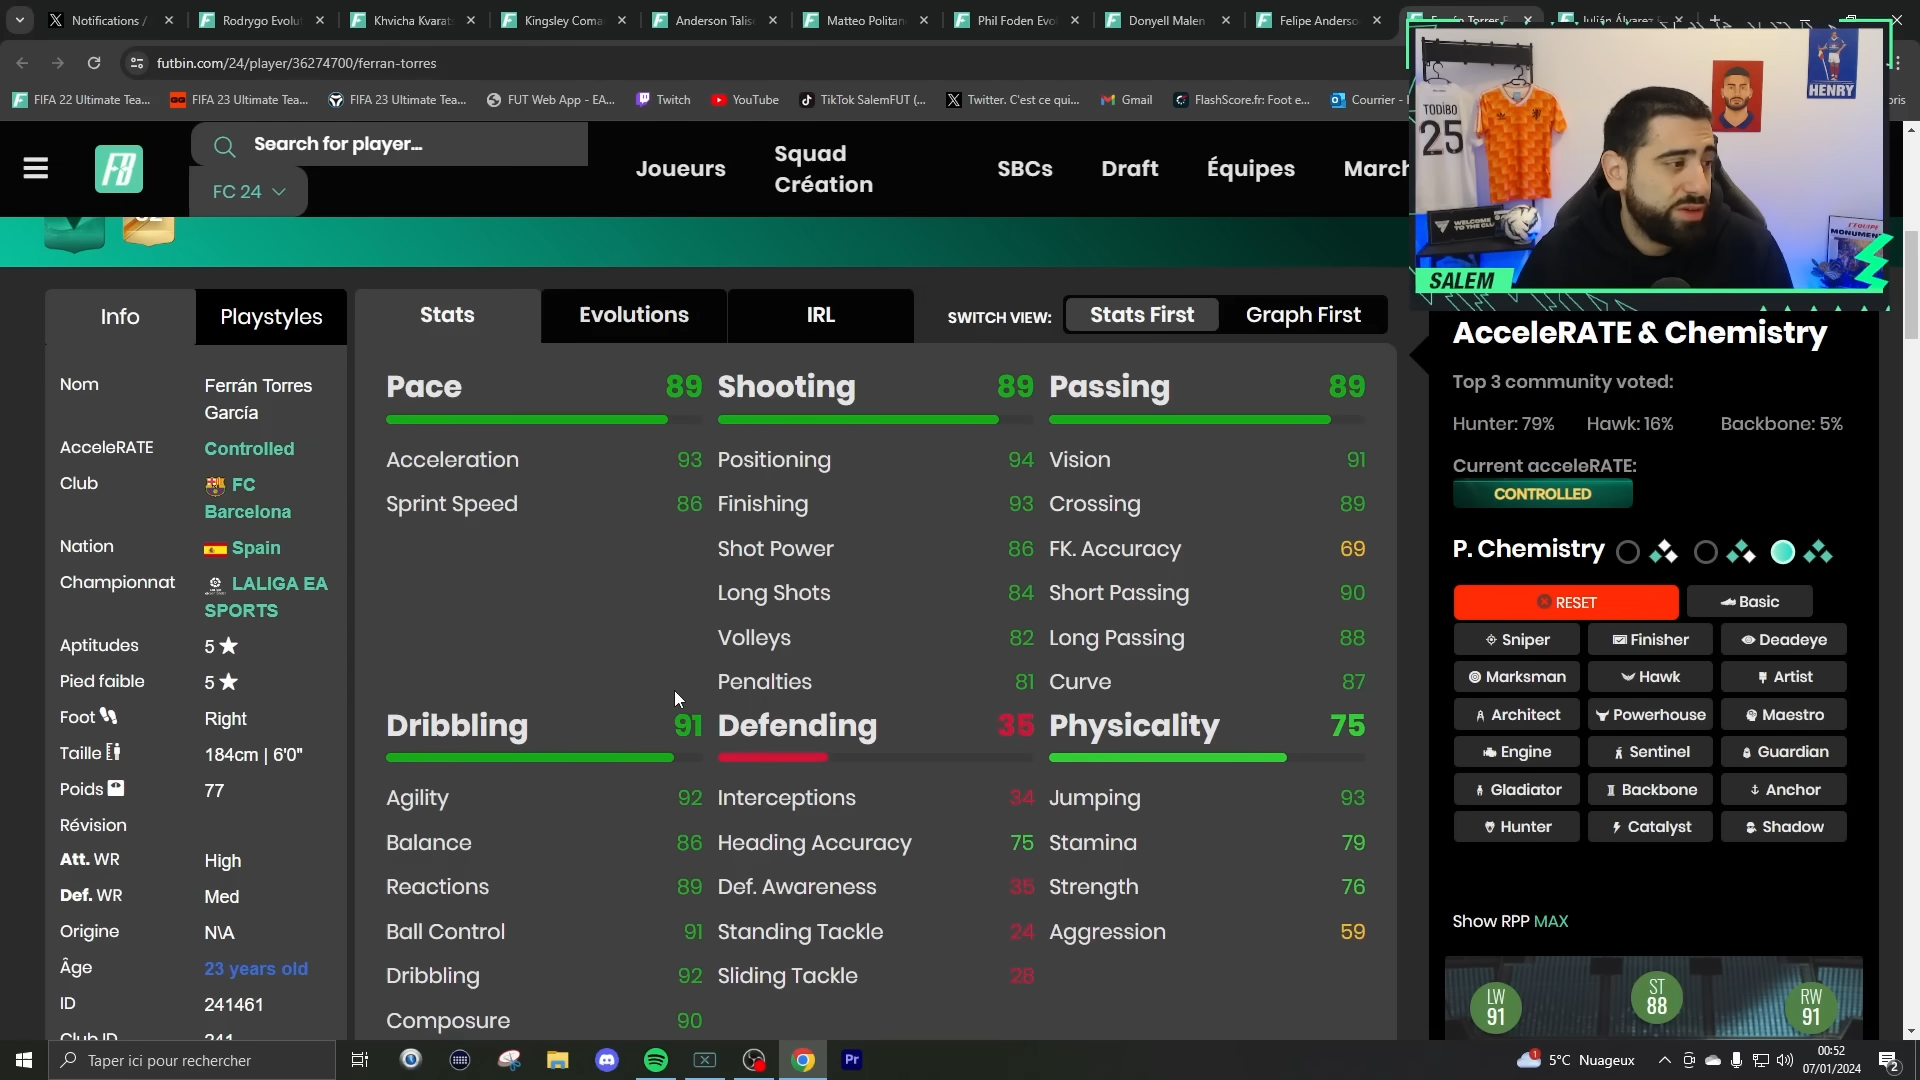 Notifications /
Rodrygo Evolu
Khvicha Kvarats
Kingsley Coma
Anderson Talis
Matteo Politan
Phil Foden Evo
Donyell Malen
Felipe Anderso
futbin.com/24/player/36274700/ferran-torres
FIFA 22 Ultimate Tea...
FIFA 23 Ultimate Tea...
FIFA 23 Ultimate Tea...
FUT Web App - EA...
Twitch
YouTube
TikTok SalemFUT (...
Twitter. C'est ce qui...
Gmail
FlashScore.fr: Foot e...
Courrier -
Search for player...
FC 24
Joueurs
Squad
Création
SBCs
Draft
Équipes
March
TODIBO
25
HENRY
WELCOME
TO THE CLUB
L'EQUIPE
MONUMENT
SALEM
Info
Playstyles
Stats
Evolutions
IRL
SWITCH VIEW:
Stats First
Graph First
Nom
Ferrán Torres
García
AcceleRATE
Controlled
Club
FC
Barcelona
Nation
Spain
Championnat
LALIGA EA
SPORTS
Aptitudes
5
Pied faible
5
Foot
Right
Taille
184cm | 6'0"
Poids
77
Révision
Att. WR
High
Def. WR
Med
Origine
N\A
Âge
23 years old
ID
241461
Club ID
241
Pace 89
Acceleration 93
Sprint Speed 86
Shooting 89
Positioning 94
Finishing 93
Shot Power 86
Long Shots 84
Volleys 82
Penalties 81
Passing 89
Vision 91
Crossing 89
FK. Accuracy 69
Short Passing 90
Long Passing 88
Curve 87
Dribbling 91
Agility 92
Balance 86
Reactions 89
Ball Control 91
Dribbling 92
Composure 90
Defending 35
Interceptions 34
Heading Accuracy 75
Def. Awareness 35
Standing Tackle 24
Sliding Tackle 28
Physicality 75
Jumping 93
Stamina 79
Strength 76
Aggression 59
AcceleRATE & Chemistry
Top 3 community voted:
Hunter: 79% Hawk: 16% Backbone: 5%
Current acceleRATE:
CONTROLLED
P. Chemistry
RESET
Basic
Sniper
Finisher
Deadeye
Marksman
Hawk
Artist
Architect
Powerhouse
Maestro
Engine
Sentinel
Guardian
Gladiator
Backbone
Anchor
Hunter
Catalyst
Shadow
Show RPP MAX
LW
91
ST
88
RW
91
Taper ici pour rechercher
Pr
1
5°C Nuageux
00:52
07/01/2024
2